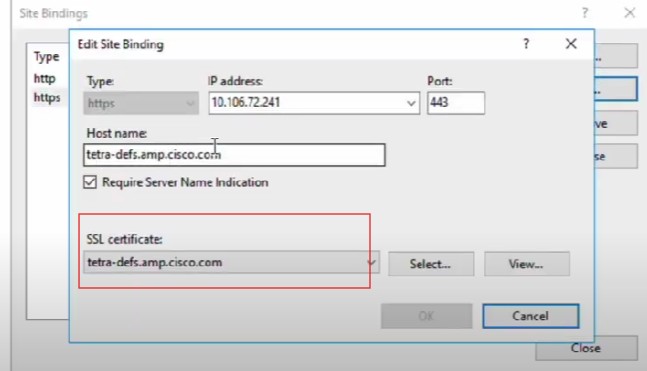 Site Bindings
Edit Site Binding
Type
http
https
Type:
IP address:
Port:
https
10.106.72.241
443
Host name:
tetra-defs.amp.cisco.com
Require Server Name Indication
SSL certificate:
tetra-defs.amp.cisco.com
Select...
View...
OK
Cancel
...
...
ve
se
Close